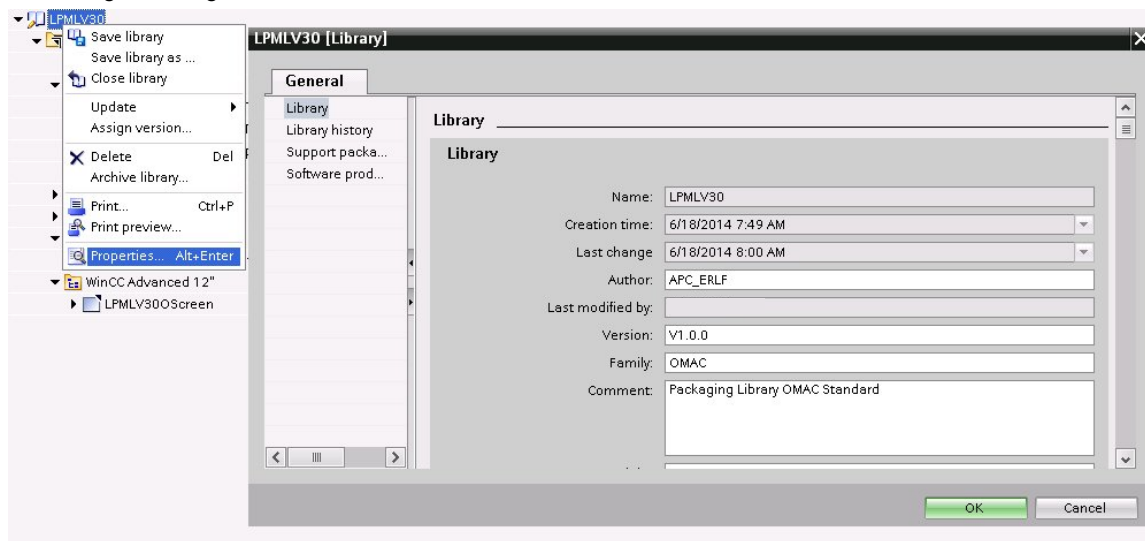 LPMLV30
Save library
Save library as ...
Close library
Update
Assign version...
Delete Del
Archive library...
Print... Ctrl+P
Print preview...
Properties... Alt+Enter
WinCC Advanced 12"
LPMLV30OScreen
LPMLV30 [Library]
General
Library
Library history
Support packa...
Software prod...
Library
Library
Name: LPMLV30
Creation time: 6/18/2014 7:49 AM
Last change 6/18/2014 8:00 AM
Author: APC_ERLF
Last modified by:
Version: V1.0.0
Family: OMAC
Comment: Packaging Library OMAC Standard
OK Cancel